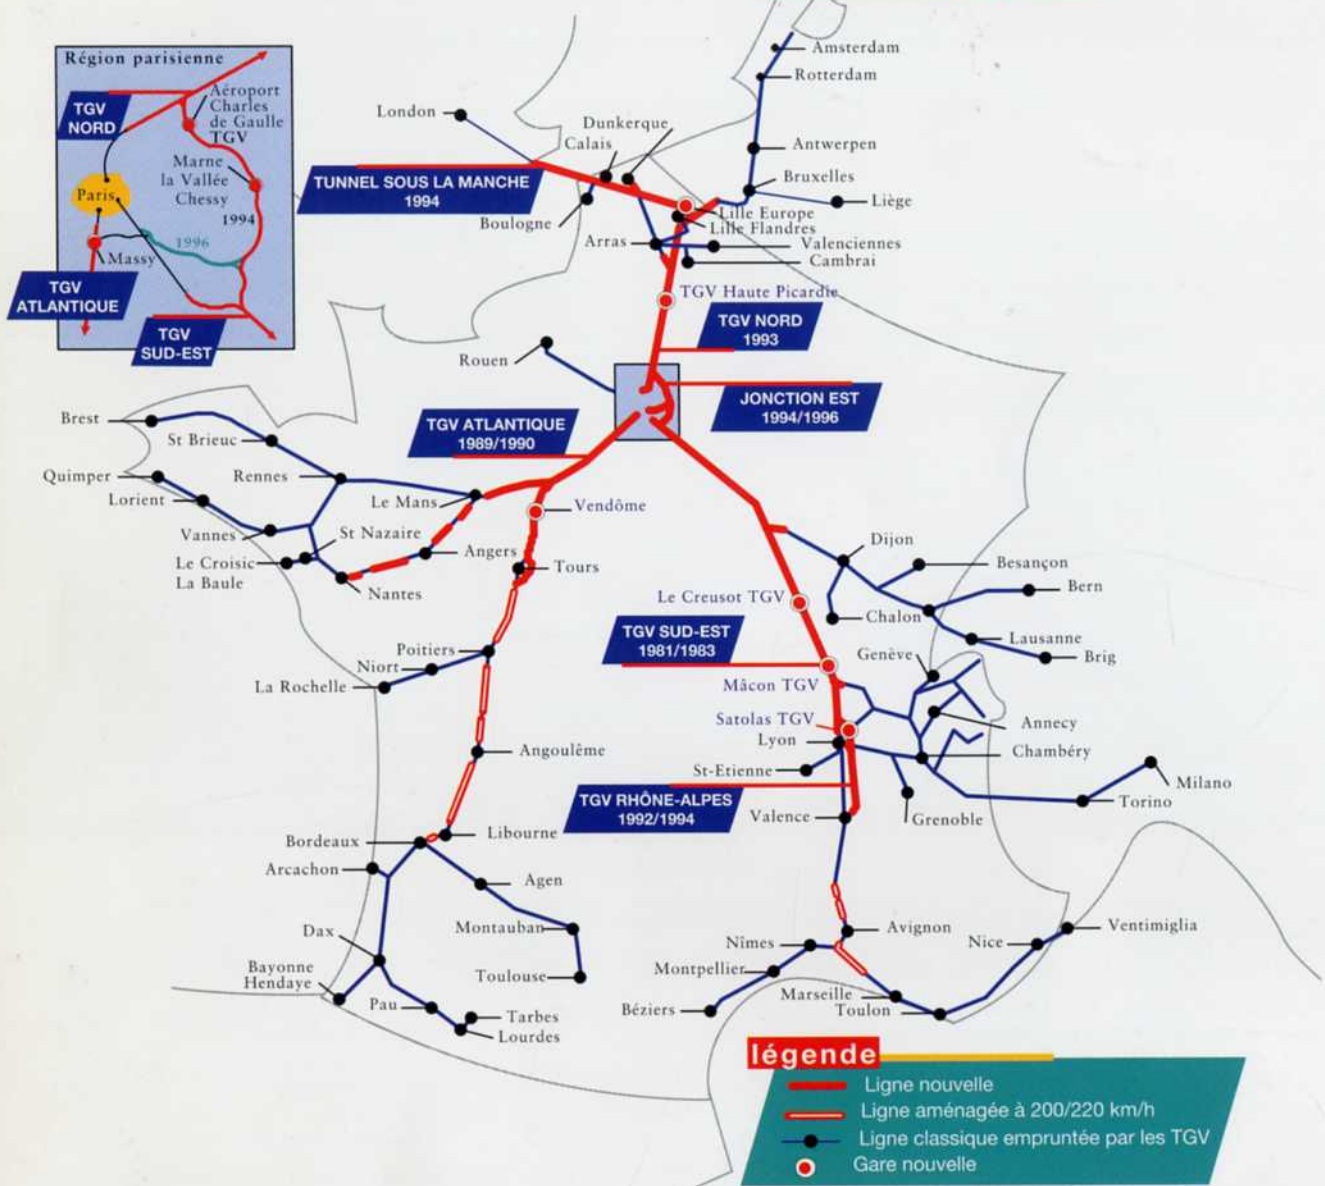 Région parisienne
TGV
NORD
Aéroport
Charles
de Gaulle
TGV
Marne
la Vallée
Chessy
Paris
1994
1996
Massy
TGV
ATLANTIQUE
TGV
SUD-EST
Amsterdam
Rotterdam
London
Dunkerque
Calais
Antwerpen
TUNNEL SOUS LA MANCHE
1994
Bruxelles
Liège
Boulogne
Lille Europe
Lille Flandres
Arras
Valenciennes
Cambrai
TGV Haute Picardie
TGV NORD
1993
Rouen
JONCTION EST
1994/1996
TGV ATLANTIQUE
1989/1990
Brest
St Brieuc
Quimper
Rennes
Lorient
Le Mans
Vendôme
Vannes
St Nazaire
Le Croisic
La Baule
Angers
Tours
Nantes
Dijon
Besançon
Bern
Le Creusot TGV
Chalon
TGV SUD-EST
1981/1983
Lausanne
Genève
Brig
Poitiers
Niort
La Rochelle
Mâcon TGV
Satolas TGV
Annecy
Lyon
Angoulême
Chambéry
St-Etienne
Milano
Torino
TGV RHÔNE-ALPES
1992/1994
Valence
Grenoble
Libourne
Bordeaux
Arcachon
Agen
Montauban
Dax
Avignon
Ventimiglia
Nîmes
Nice
Bayonne
Hendaye
Toulouse
Montpellier
Pau
Marseille
Béziers
Toulon
Tarbes
Lourdes
légende
Ligne nouvelle
Ligne aménagée à 200/220 km/h
Ligne classique empruntée par les TGV
Gare nouvelle